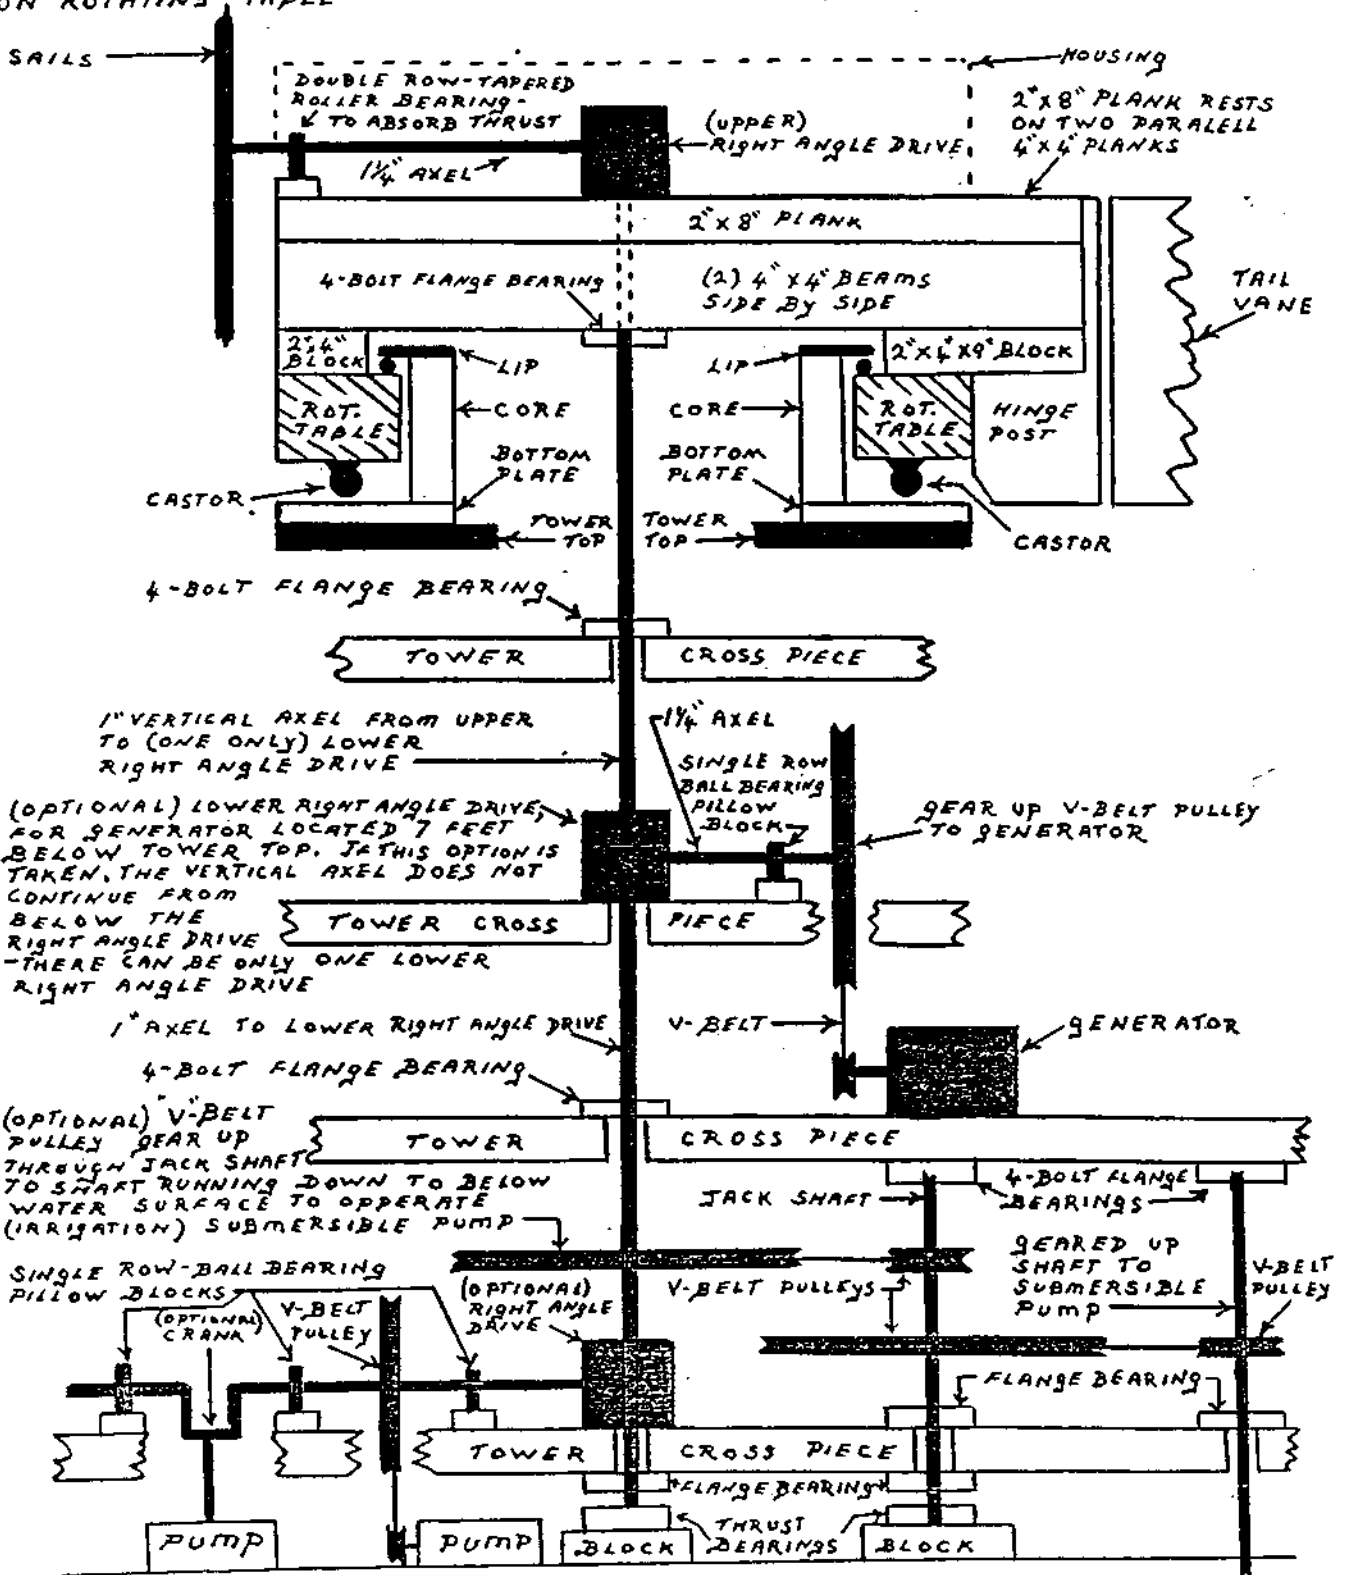 ON ROTATING TABLE
SAILS
HOUSING
DOUBLE ROW-TAPERED
ROLLER BEARING-
TO ABSORB THRUST
(UPPER)
RIGHT ANGLE DRIVE
2"X8" PLANK RESTS
ON TWO PARALELL
4"X4" PLANKS
1¼" AXEL
2"X8" PLANK
4-BOLT FLANGE BEARING
(2) 4"X4" BEAMS
SIDE BY SIDE
TAIL
VANE
2"X4"
BLOCK
LIP
LIP
2"X4"X9" BLOCK
ROT.
TABLE
CORE
CORE
ROT.
TABLE
HINGE
POST
BOTTOM
PLATE
BOTTOM
PLATE
CASTOR
TOWER
TOP
TOWER
TOP
CASTOR
4-BOLT FLANGE BEARING
TOWER
CROSS PIECE
1" VERTICAL AXEL FROM UPPER
TO (ONE ONLY) LOWER
RIGHT ANGLE DRIVE
1¼" AXEL
SINGLE ROW
BALL BEARING
PILLOW
BLOCK
GEAR UP V-BELT PULLEY
TO GENERATOR
(OPTIONAL) LOWER RIGHT ANGLE DRIVE,
FOR GENERATOR LOCATED 7 FEET
BELOW TOWER TOP. IF THIS OPTION IS
TAKEN, THE VERTICAL AXEL DOES NOT
CONTINUE FROM
BELOW THE
RIGHT ANGLE DRIVE
-THERE CAN BE ONLY ONE LOWER
RIGHT ANGLE DRIVE
TOWER CROSS
PIECE
1" AXEL TO LOWER RIGHT ANGLE DRIVE
V-BELT
GENERATOR
4-BOLT FLANGE BEARING
(OPTIONAL) "V"-BELT
PULLEY GEAR UP
THROUGH JACK SHAFT
TO SHAFT RUNNING DOWN TO BELOW
WATER SURFACE TO OPPERATE
(IRRIGATION) SUBMERSIBLE PUMP
TOWER
CROSS PIECE
JACK SHAFT
4-BOLT FLANGE
BEARINGS
GEARED UP
SHAFT TO
SUBMERSIBLE
PUMP
V-BELT
PULLEY
V-BELT PULLEYS
SINGLE ROW-BALL BEARING
PILLOW BLOCKS
(OPTIONAL)
CRANK
V-BELT
PULLEY
(OPTIONAL)
RIGHT ANGLE
DRIVE
FLANGE BEARING
TOWER
CROSS PIECE
FLANGE BEARING
THRUST
BEARINGS
PUMP
PUMP
BLOCK
BLOCK